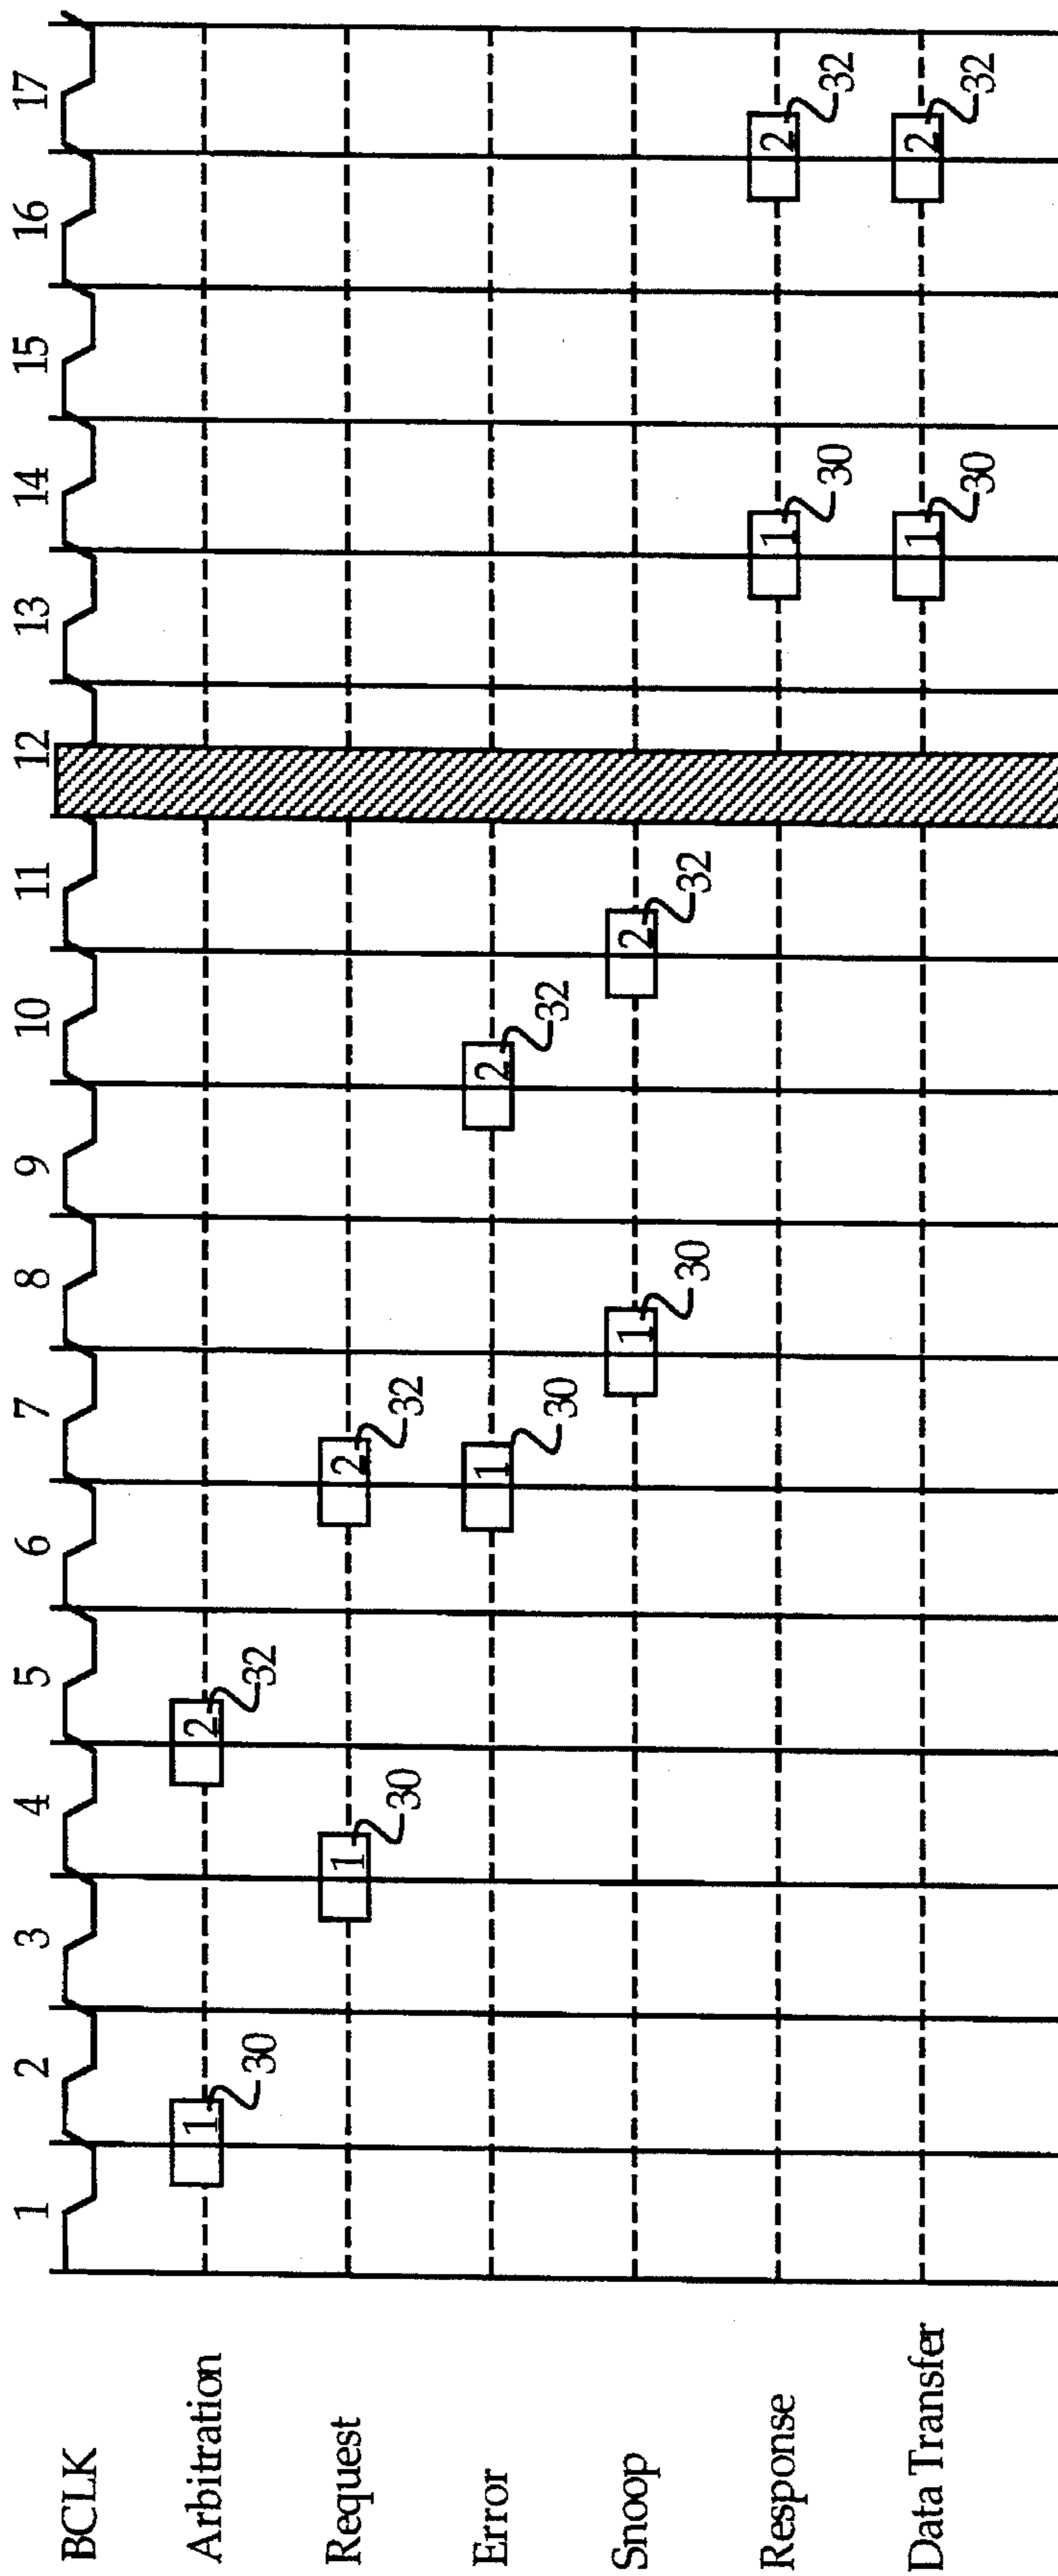 1 2 3 4 5 6 7 8 9 10 11 12 13 14 15 16 17
BCLK
Arbitration 1 30 2 32
Request 1 30 2 32
Error 1 30 2 32
Snoop 1 30 2 32
Response 1 30 2 32
Data Transfer 1 30 2 32